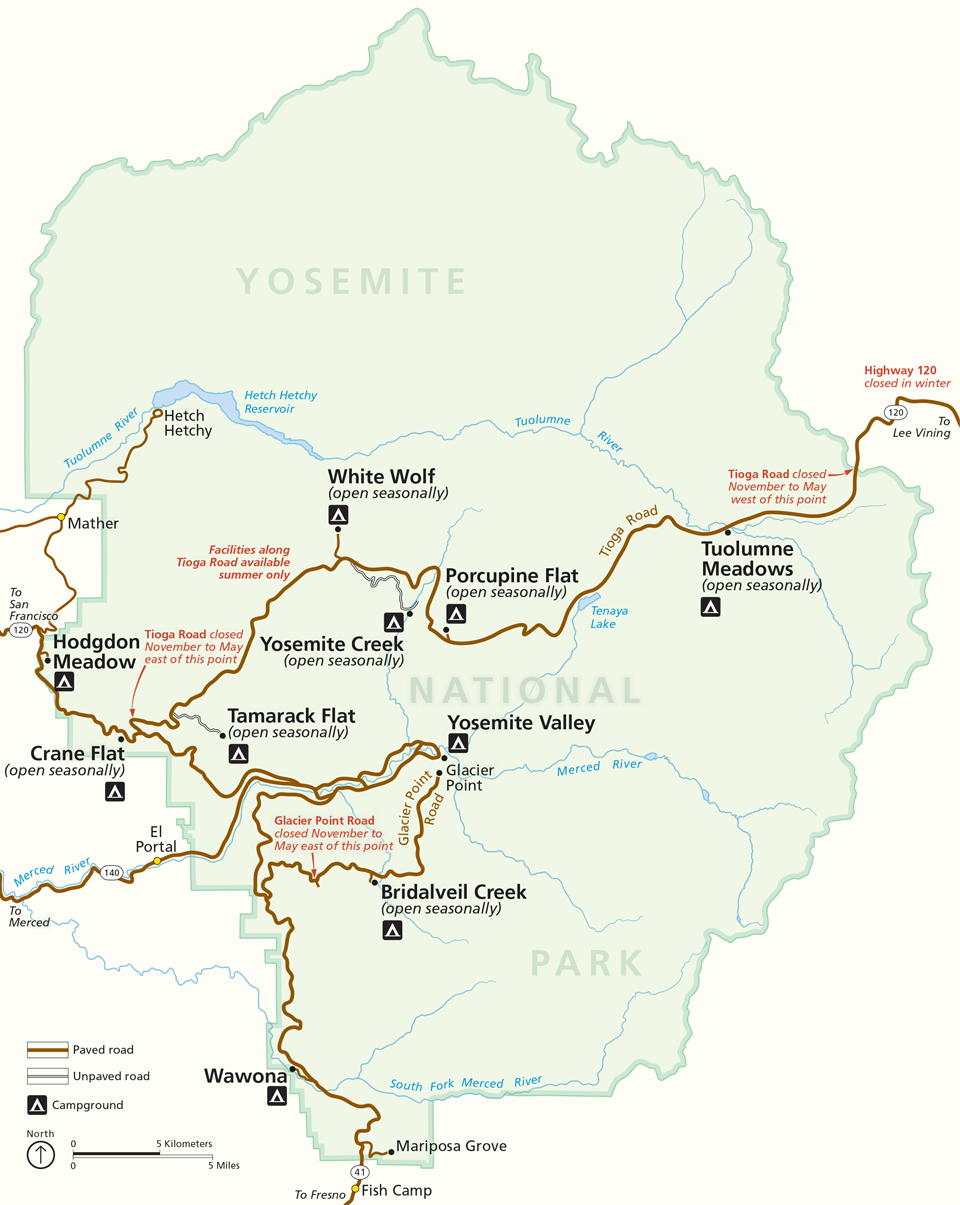 YOSEMITE
Highway 120
closed in winter
120
To
Lee Vining
Hetch Hetchy
Reservoir
Hetch
Hetchy
Tuolumne River
Tuolumne
River
White Wolf
(open seasonally)
Tioga Road closed
November to May
west of this point
Mather
Tioga Road
Facilities along
Tioga Road available
summer only
Tuolumne
Meadows
(open seasonally)
Porcupine Flat
(open seasonally)
To
San
Francisco
120
Tenaya
Lake
Hodgdon
Meadow
Tioga Road closed
November to May
east of this point
Yosemite Creek
(open seasonally)
NATIONAL
Tamarack Flat
(open seasonally)
Yosemite Valley
Crane Flat
(open seasonally)
Glacier
Point
Merced River
Glacier Point
Road
Glacier Point Road
closed November to
May east of this point
El
Portal
Merced River
140
To
Merced
Bridalveil Creek
(open seasonally)
PARK
Paved road
Unpaved road
Campground
Wawona
South Fork Merced River
North
0
5 Kilometers
0
5 Miles
Mariposa Grove
41
To Fresno
Fish Camp